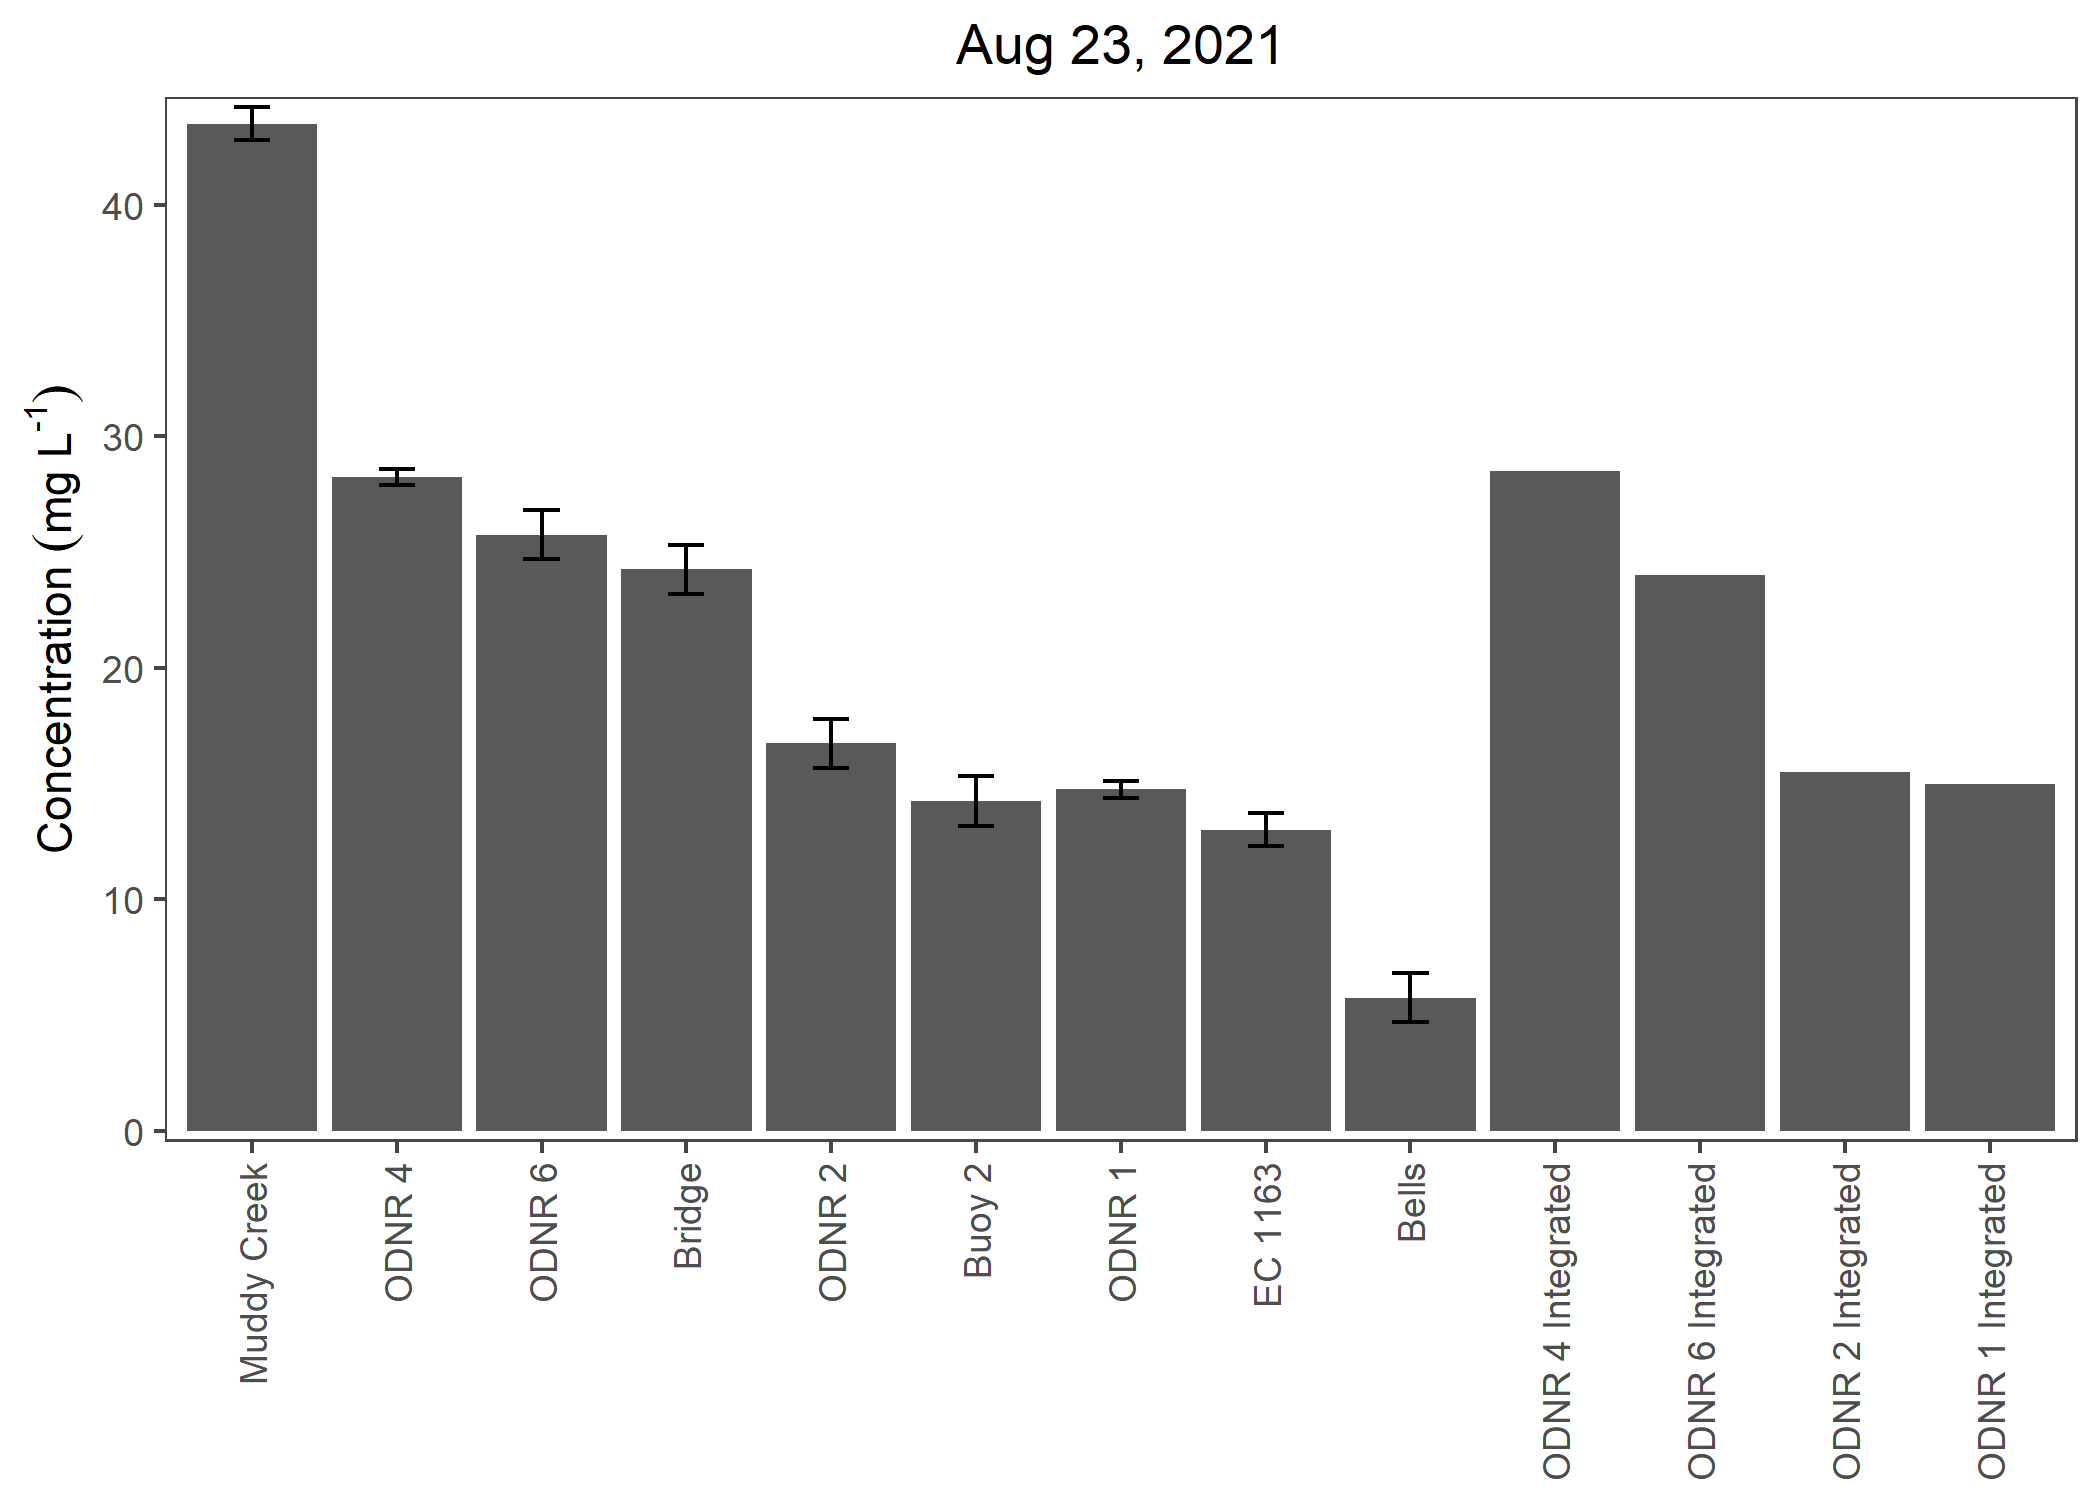 Aug 23, 2021
Concentration (mg L⁻¹)
40
30
20
10
0
Muddy Creek
ODNR 4
ODNR 6
Bridge
ODNR 2
Buoy 2
ODNR 1
EC 1163
Bells
ODNR 4 Integrated
ODNR 6 Integrated
ODNR 2 Integrated
ODNR 1 Integrated